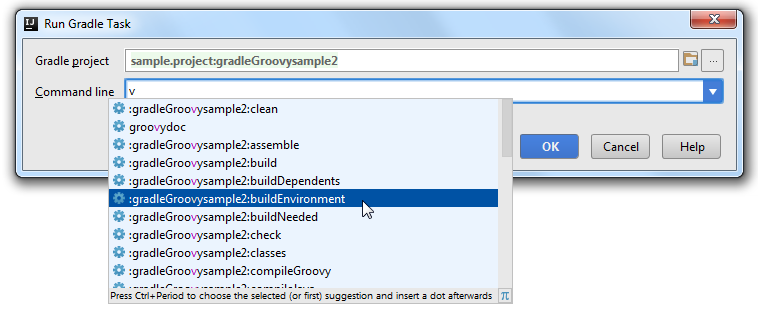 IJ Run Gradle Task
Gradle project sample.project:gradleGroovysample2 ...
Command line v
:gradleGroovysample2:clean
groovydoc
:gradleGroovysample2:assemble
:gradleGroovysample2:build
:gradleGroovysample2:buildDependents
:gradleGroovysample2:buildEnvironment
:gradleGroovysample2:buildNeeded
:gradleGroovysample2:check
:gradleGroovysample2:classes
:gradleGroovysample2:compileGroovy
Press Ctrl+Period to choose the selected (or first) suggestion and insert a dot afterwards π
OK Cancel Help